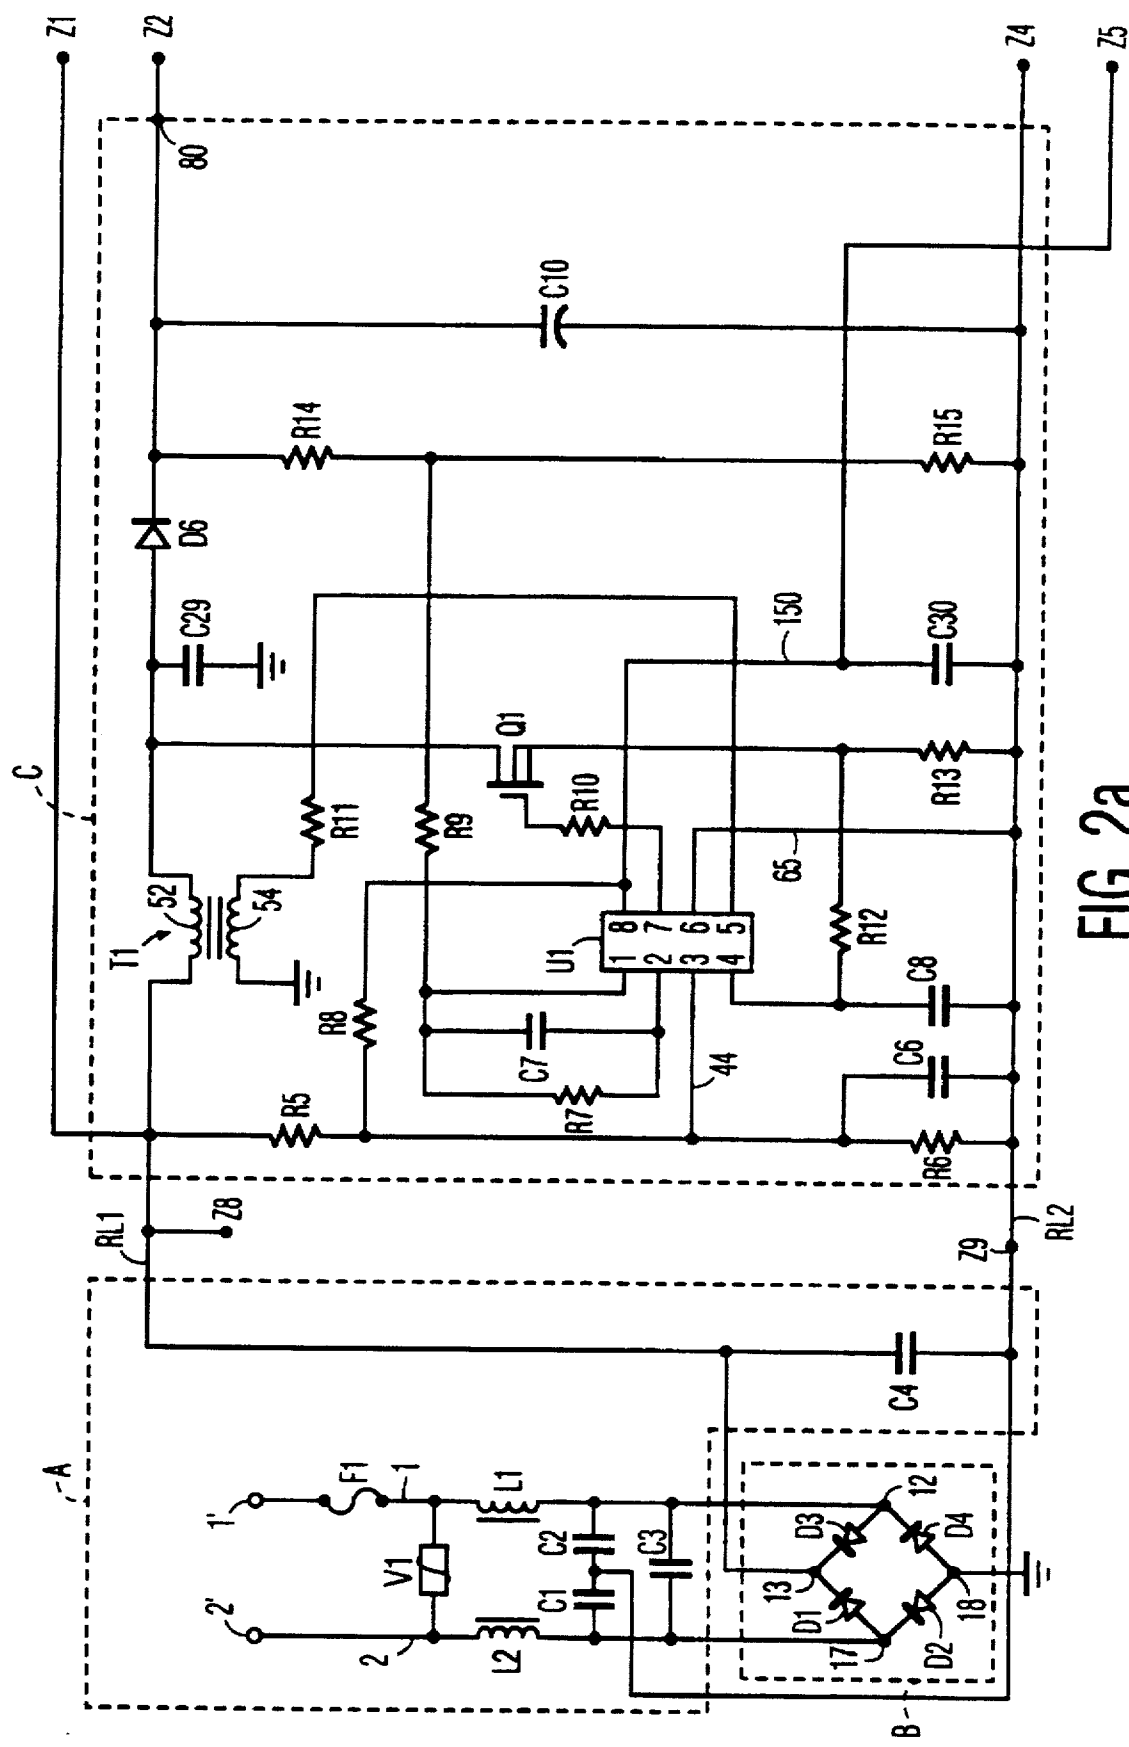 Z1
Z2
80
C
T1
52
54
C29
D6
R14
C10
R11
R5
R8
R9
Q1
R10
C7
R7
U1
1
2
3
4
8
7
6
5
44
65
150
R12
R13
R15
C30
C8
C6
R6
Z4
Z5
RL1
Z8
Z9
RL2
A
1'
2'
F1
1
2
V1
L1
L2
C2
C1
C3
C4
D3
D1
D4
D2
12
13
17
18
B
FIG. 2a